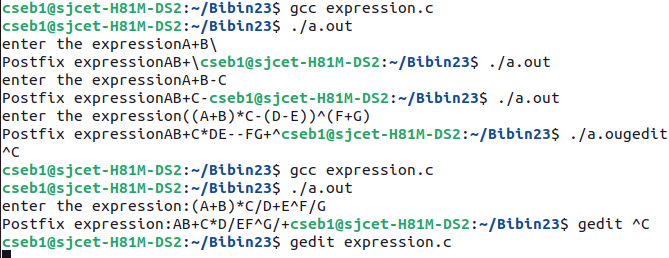 cseb1@sjcet-H81M-DS2:~/Bibin23$ gcc expression.c
cseb1@sjcet-H81M-DS2:~/Bibin23$ ./a.out
enter the expressionA+B\
Postfix expressionAB+\cseb1@sjcet-H81M-DS2:~/Bibin23$ ./a.out
enter the expressionA+B-C
Postfix expressionAB+C-cseb1@sjcet-H81M-DS2:~/Bibin23$ ./a.out
enter the expression((A+B)*C-(D-E))^(F+G)
Postfix expressionAB+C*DE--FG+^cseb1@sjcet-H81M-DS2:~/Bibin23$ ./a.ougedit
^C
cseb1@sjcet-H81M-DS2:~/Bibin23$ gcc expression.c
cseb1@sjcet-H81M-DS2:~/Bibin23$ ./a.out
enter the expression:(A+B)*C/D+E^F/G
Postfix expression:AB+C*D/EF^G/+cseb1@sjcet-H81M-DS2:~/Bibin23$ gedit ^C
cseb1@sjcet-H81M-DS2:~/Bibin23$ gedit expression.c